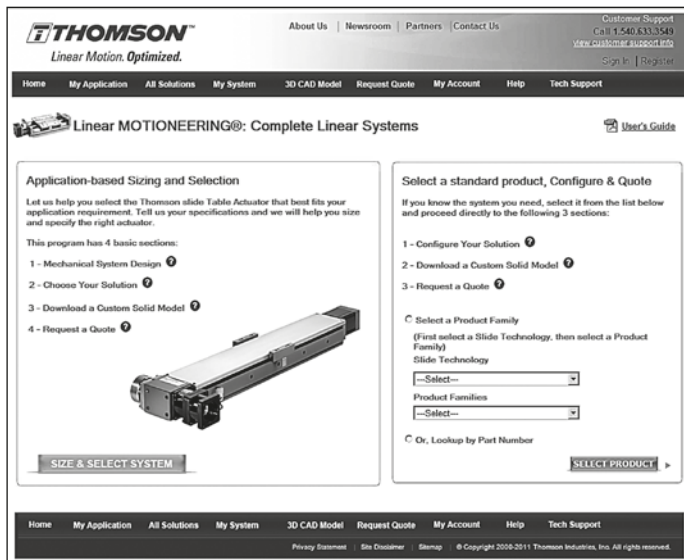 THOMSON™
Linear Motion. Optimized.
About Us | Newsroom | Partners | Contact Us
Customer Support
Call 1.540.633.3549
view customer support info
Sign In | Register
Home My Application All Solutions My System 3D CAD Model Request Quote My Account Help Tech Support
Linear MOTIONEERING®: Complete Linear Systems
User's Guide
Application-based Sizing and Selection
Let us help you select the Thomson slide Table Actuator that best fits your
application requirement. Tell us your specifications and we will help you size
and specify the right actuator.
This program has 4 basic sections:
1 - Mechanical System Design ?
2 - Choose Your Solution ?
3 - Download a Custom Solid Model ?
4 - Request a Quote ?
SIZE & SELECT SYSTEM
Select a standard product, Configure & Quote
If you know the system you need, select it from the list below
and proceed directly to the following 3 sections:
1 - Configure Your Solution ?
2 - Download a Custom Solid Model ?
3 - Request a Quote ?
Select a Product Family
(First select a Slide Technology, then select a Product
Family)
Slide Technology
---Select---
Product Families
---Select---
Or, Lookup by Part Number
SELECT PRODUCT
Home My Application All Solutions My System 3D CAD Model Request Quote My Account Help Tech Support
Privacy Statement | Site Disclaimer | Sitemap | © Copyright 2008-2011 Thomson Industries, Inc. All rights reserved.